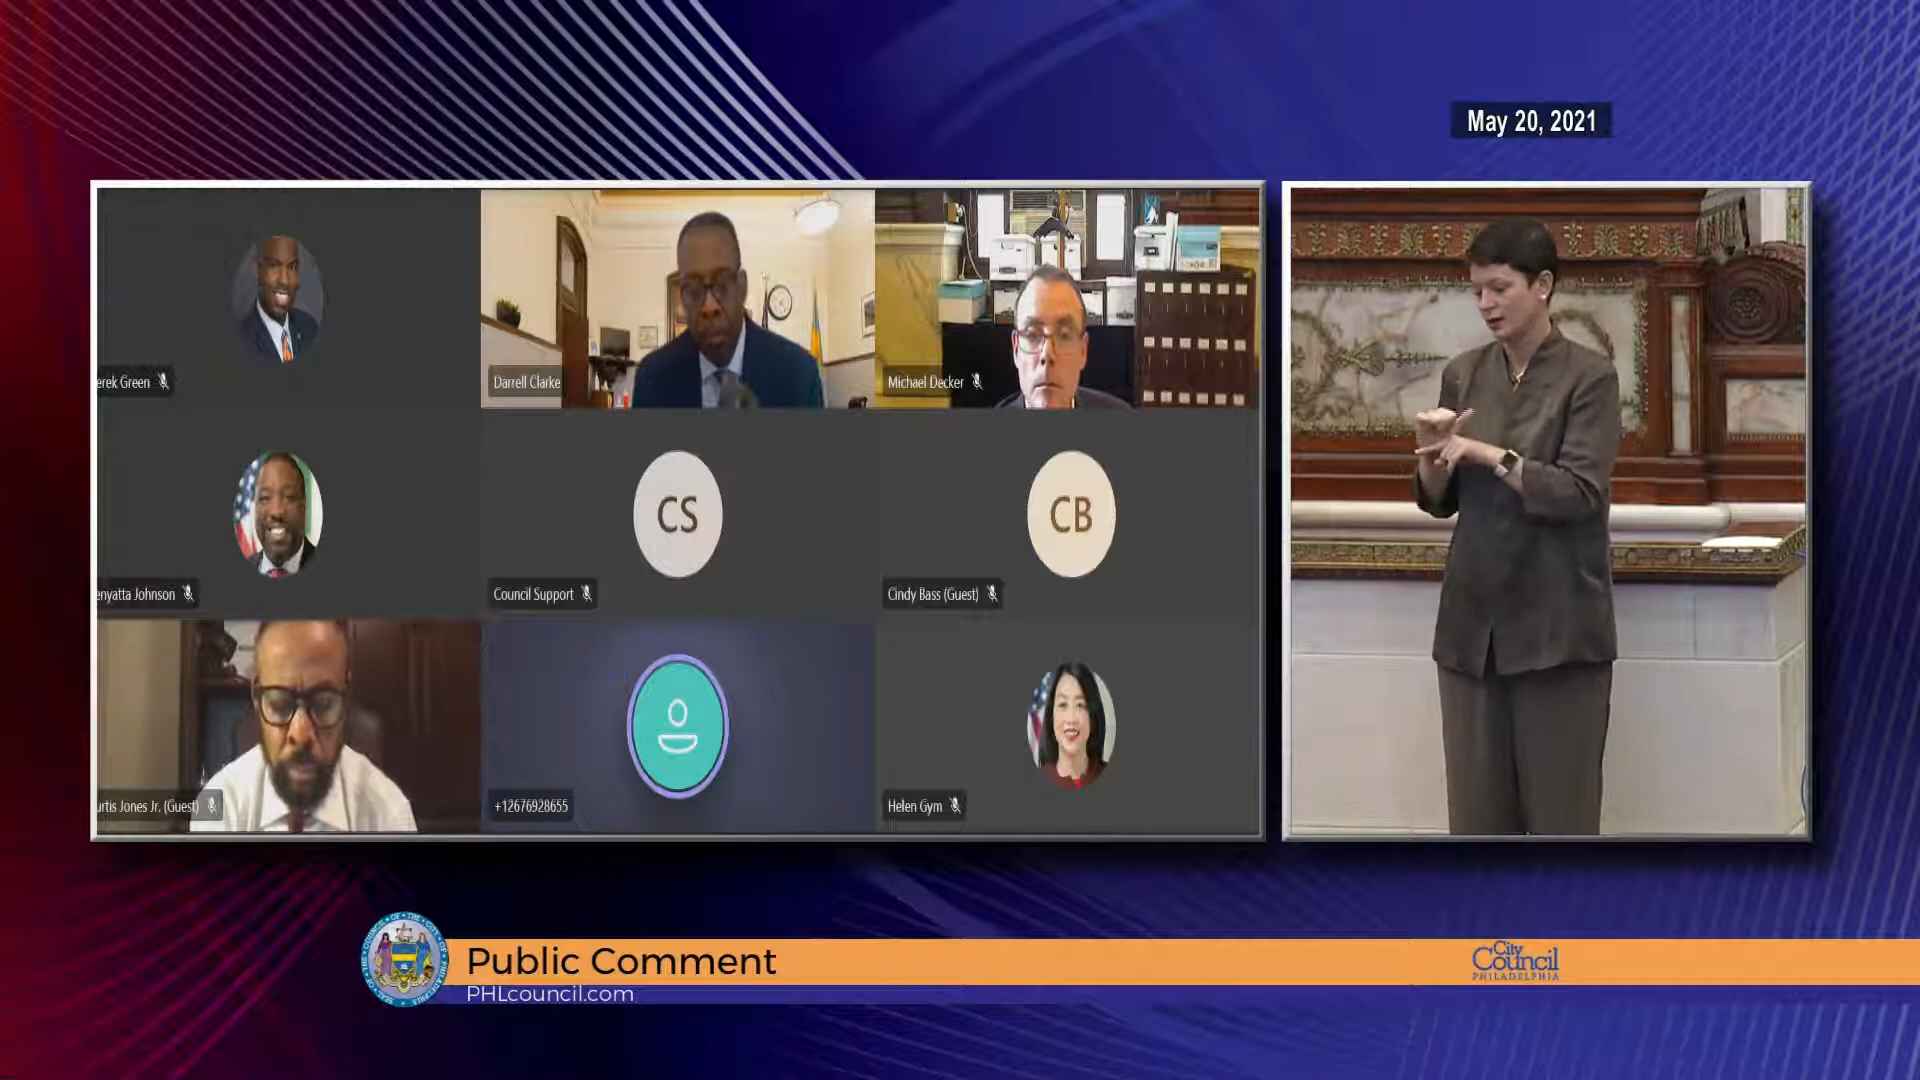 May 20, 2021
erek Green
Darrell Clarke
Michael Decker
CS
CB
enyatta Johnson
Council Support
Cindy Bass (Guest)
urtis Jones Jr. (Guest)
+12676928655
Helen Gym
Public Comment
City
Council
PHILADELPHIA
PHLcouncil.com